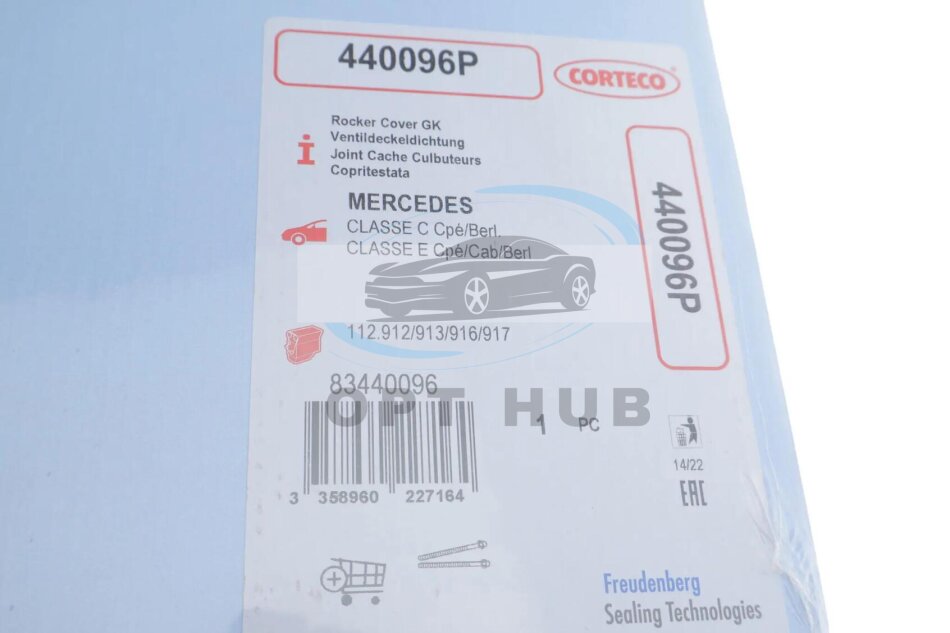 440096P
CORTECO
Rocker Cover GK
Ventildeckeldichtung
Joint Cache Culbuteurs
Copritestata
MERCEDES
CLASSE C Cpé/Berl.
CLASSE E Cpé/Cab/Berl
440096P
112.912/913/916/917
83440096
OPT HUB
1 PC
3 358960 227164
14/22
EAC
Freudenberg
Sealing Technologies